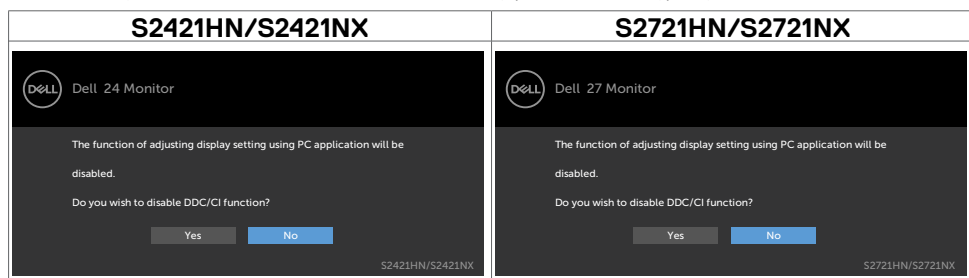 S2421HN/S2421NX
S2721HN/S2721NX
DELL Dell 24 Monitor
The function of adjusting display setting using PC application will be
disabled.
Do you wish to disable DDC/CI function?
Yes No
S2421HN/S2421NX
DELL Dell 27 Monitor
The function of adjusting display setting using PC application will be
disabled.
Do you wish to disable DDC/CI function?
Yes No
S2721HN/S2721NX